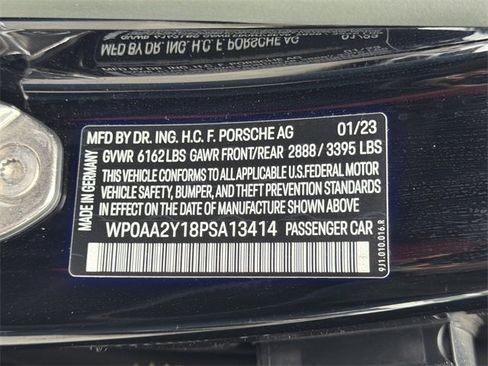 MFD BY DR. ING. H.C. F. PORSCHE AG 01/23
GVWR 6162 LBS GAWR FRONT/REAR 2888 / 3395 LBS
THIS VEHICLE CONFORMS TO ALL APPLICABLE U.S.FEDERAL MOTOR
VEHICLE SAFETY, BUMPER, AND THEFT PREVENTION STANDARDS
IN EFFECT ON THE DATE OF MANUFACTURE SHOWN ABOVE.
WP0AA2Y18PSA13414 PASSENGER CAR
MADE IN GERMANY
9J1.010.016.R